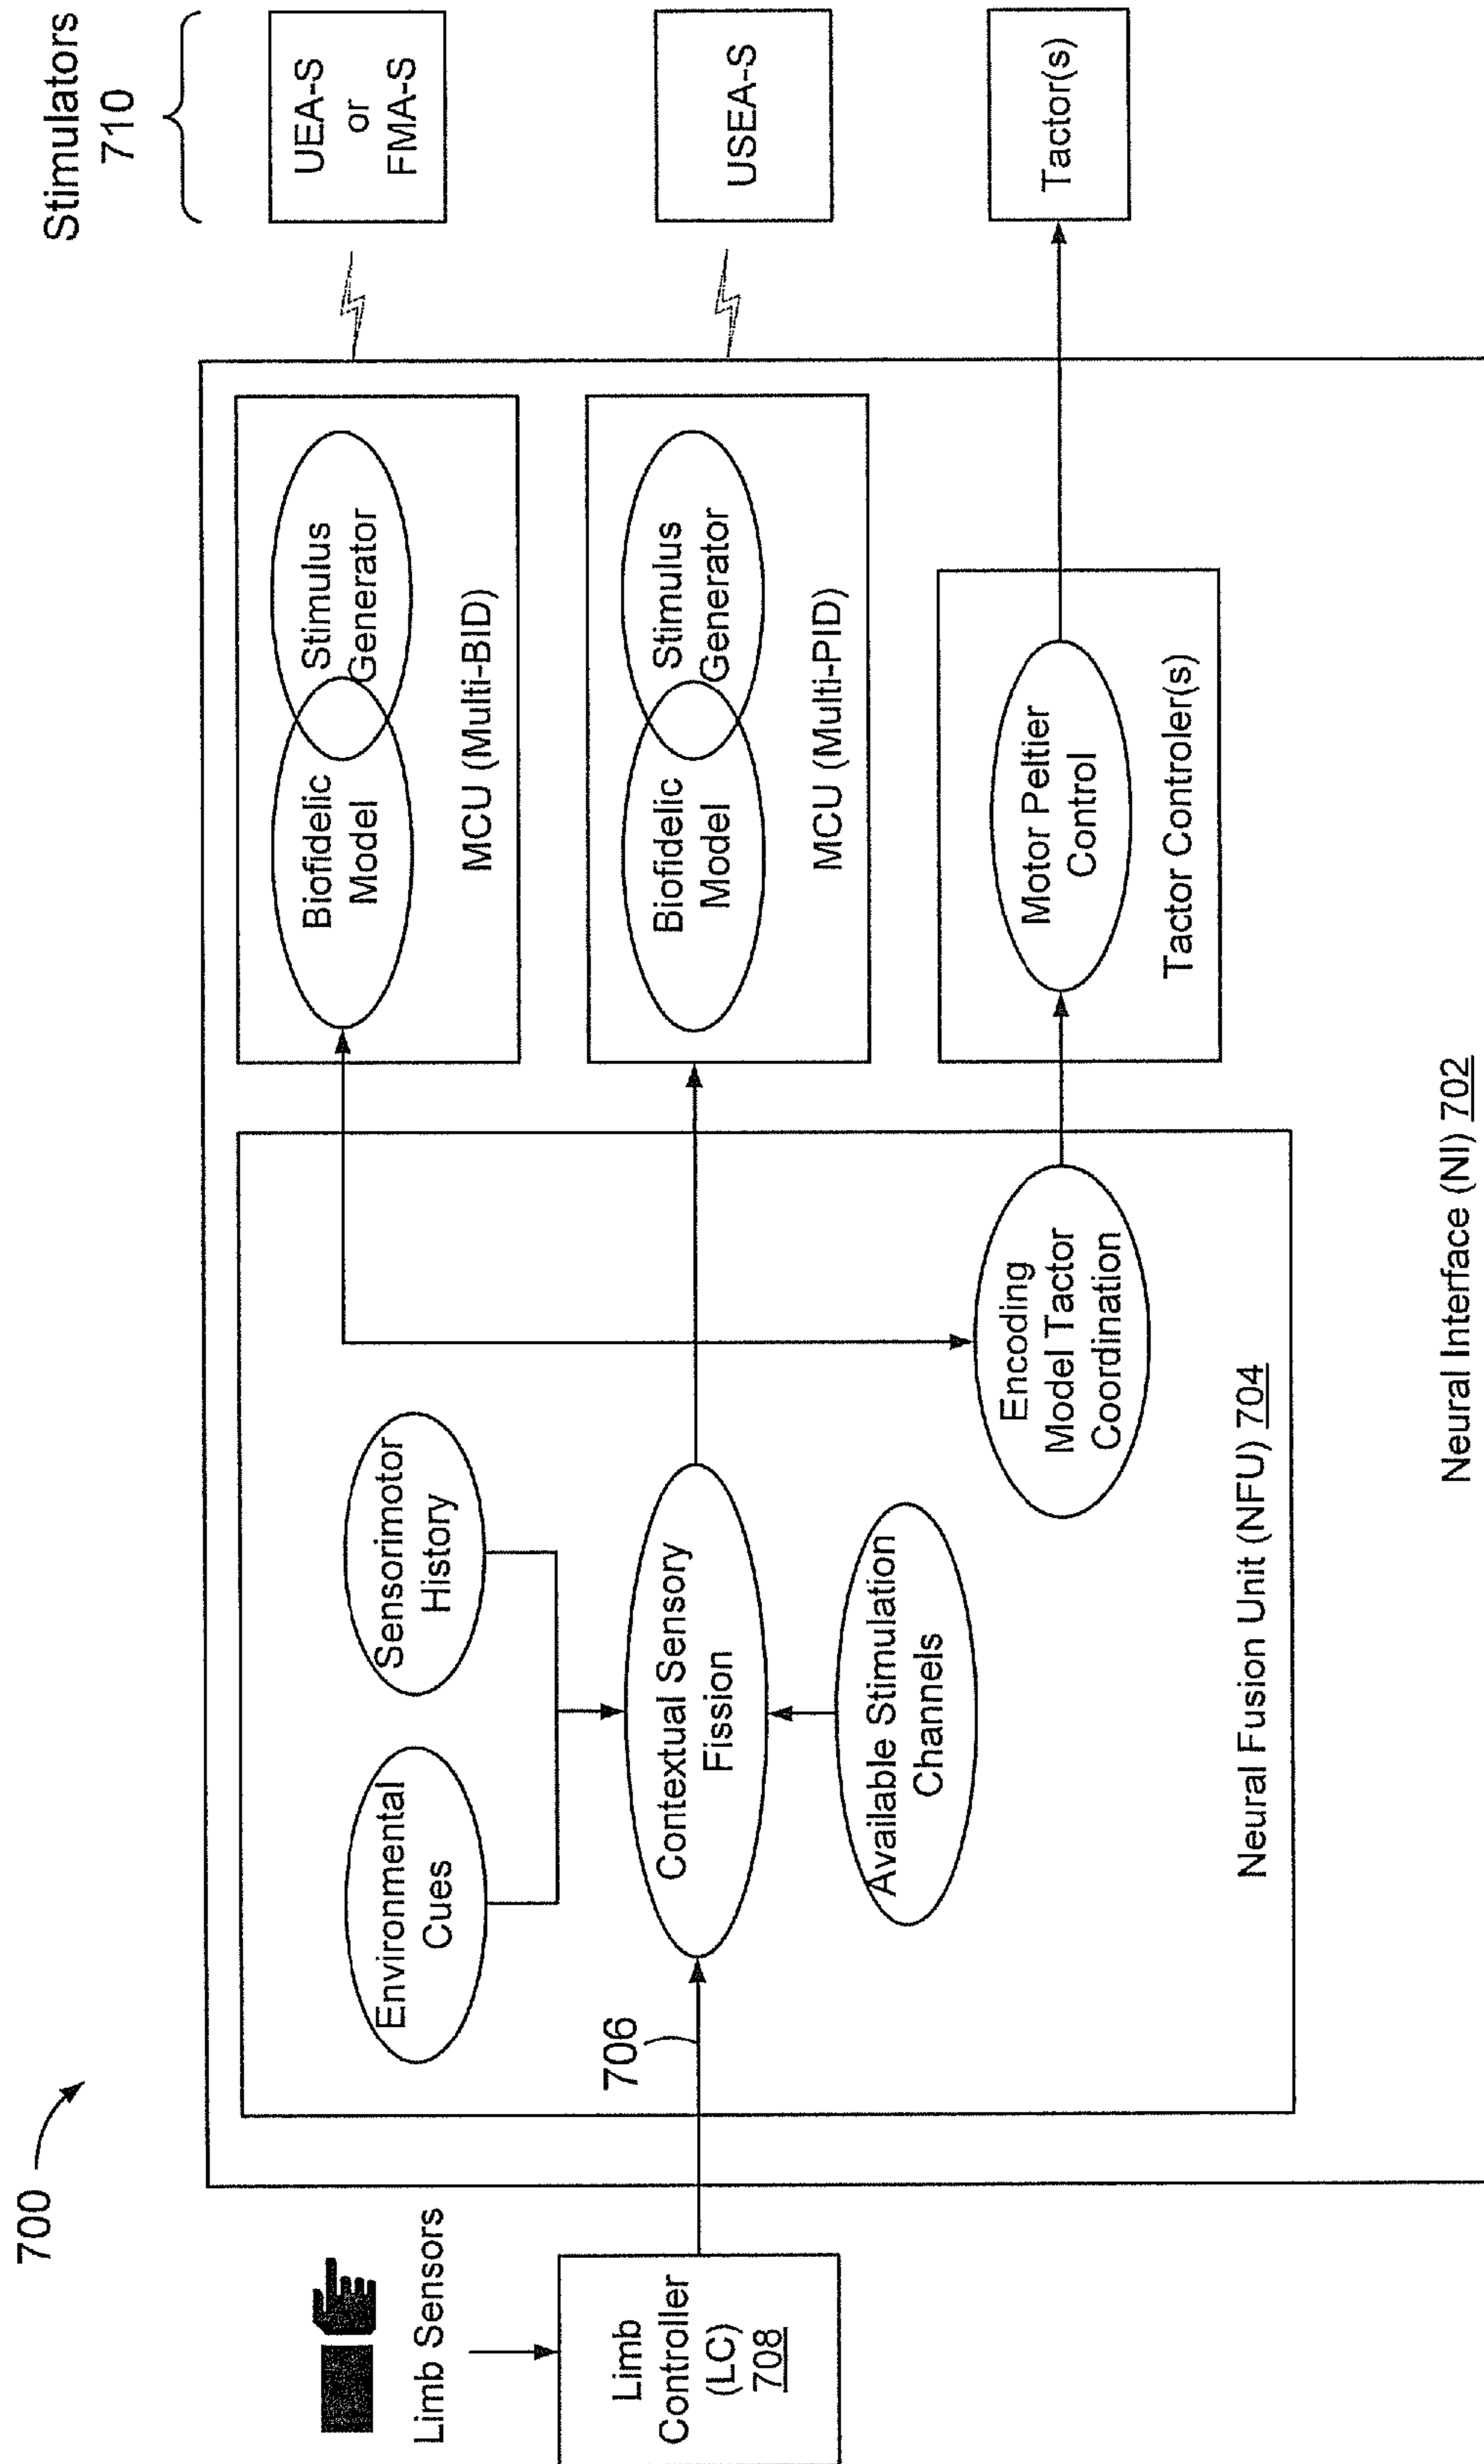 700
Limb Sensors
Limb
Controller
(LC)
708
706
Environmental
Cues
Sensorimotor
History
Contextual Sensory
Fission
Available Stimulation
Channels
Encoding
Model Tactor
Coordination
Neural Fusion Unit (NFU) 704
Biofidelic
Model
Stimulus
Generator
MCU (Multi-BID)
Biofidelic
Model
Stimulus
Generator
MCU (Multi-PID)
Motor Peltier
Control
Tactor Controler(s)
Neural Interface (NI) 702
Stimulators
710
UEA-S
or
FMA-S
USEA-S
Tactor(s)